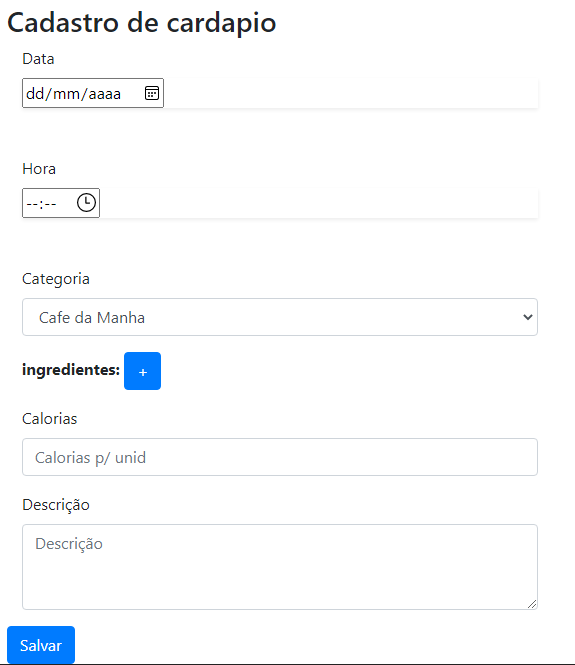 Cadastro de cardapio
Data
dd/mm/aaaa
Hora
--:--
Categoria
Cafe da Manha
ingredientes: +
Calorias
Calorias p/ unid
Descrição
Descrição
Salvar